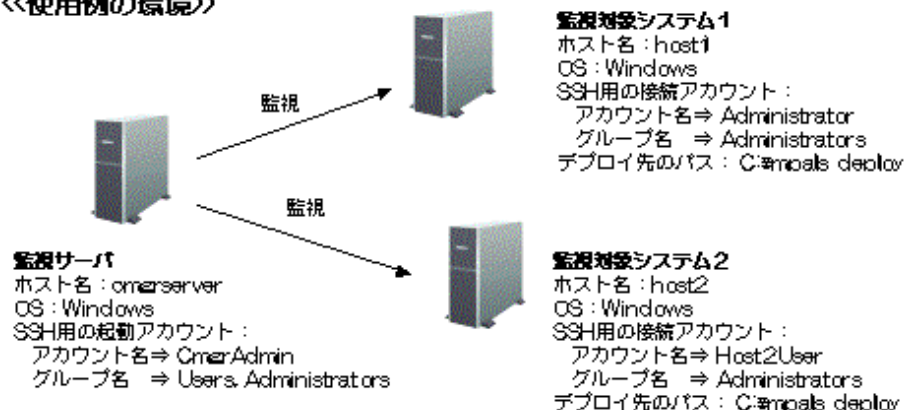 ≪使用例の環境≫
監視対象システム1
ホスト名：host1
OS：Windows
SSH用の接続アカウント：
アカウント名⇒ Administrator
グループ名 ⇒ Administrators
デプロイ先のパス： C:¥mpals_deploy
監視
監視
監視サーバ
ホスト名：cmgrserver
OS：Windows
SSH用の起動アカウント：
アカウント名⇒ CmgrAdmin
グループ名 ⇒ Users, Administrators
監視対象システム2
ホスト名：host2
OS：Windows
SSH用の接続アカウント：
アカウント名⇒ Host2User
グループ名 ⇒ Administrators
デプロイ先のパス： C:¥mpals_deploy